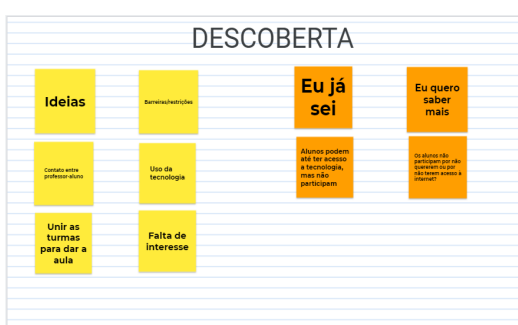 DESCOBERTA
Ideias
Barreiras/restrições
Contato entre
professor-aluno
Uso da
tecnologia
Unir as
turmas
para dar a
aula
Falta de
interesse
Eu já
sei
Eu quero
saber
mais
Alunos podem
até ter acesso
a tecnologia,
mas não
participam
Os alunos não
participam por não
quererem ou por
não terem acesso à
internet?